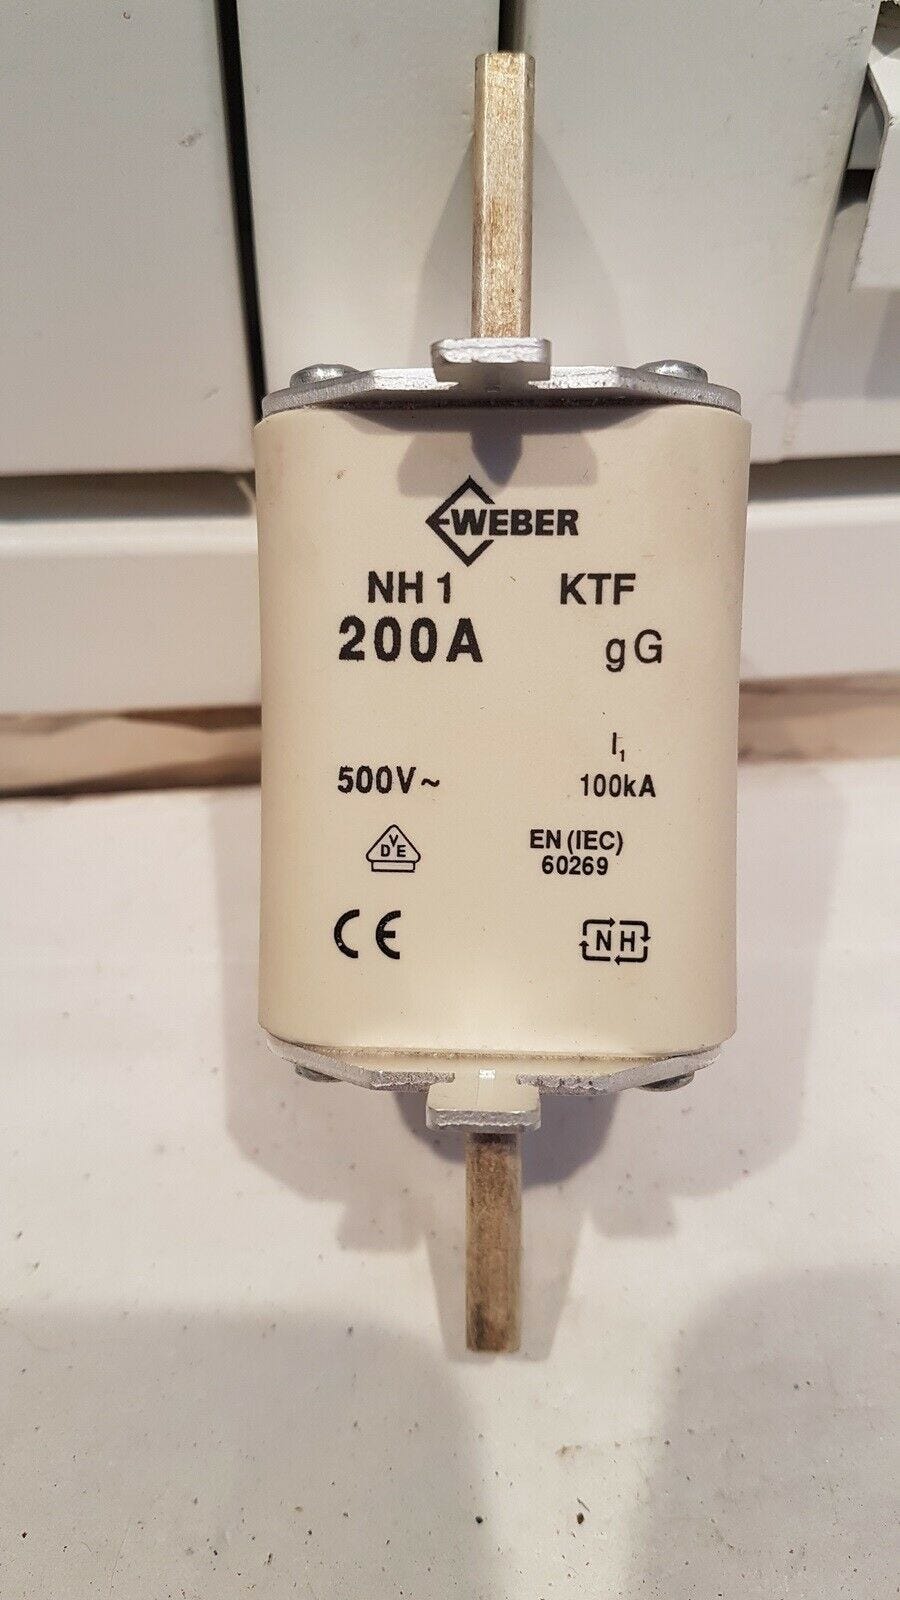 WEBER
NH 1 KTF
200A gG
500V~ I₁
100kA
VDE EN (IEC)
60269
CE NH